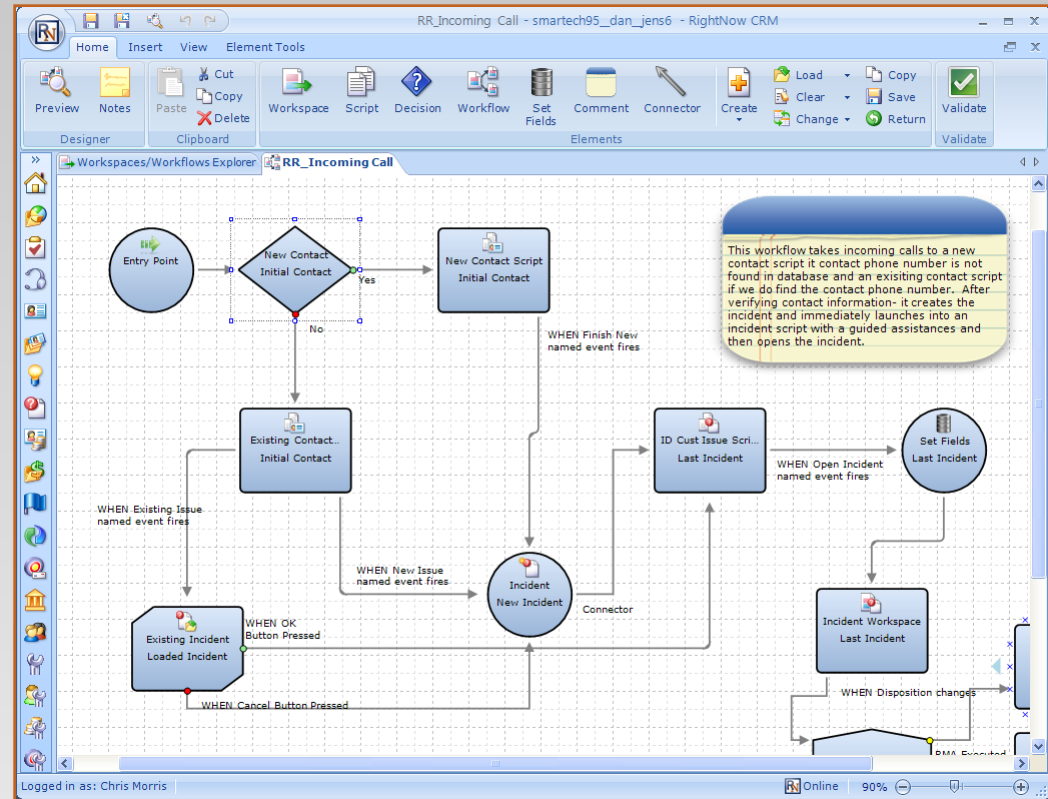 RR_Incoming Call - smartech95__dan_jens6 - RightNow CRM
Home Insert View Element Tools
Preview
Notes
Paste
Cut
Copy
Delete
Workspace
Script
Decision
Workflow
Set
Fields
Comment
Connector
Create
Load
Clear
Change
Copy
Save
Return
Validate
Designer
Clipboard
Elements
Validate
Workspaces/Workflows Explorer
RR_Incoming Call
Entry Point
New Contact
Initial Contact
Yes
No
New Contact Script
Initial Contact
This workflow takes incoming calls to a new
contact script it contact phone number is not
found in database and an exisiting contact script
if we do find the contact phone number. After
verifying contact information- it creates the
incident and immediately launches into an
incident script with a guided assistances and
then opens the incident.
WHEN Finish New
named event fires
Existing Contact...
Initial Contact
ID Cust Issue Scri...
Last Incident
WHEN Open Incident
named event fires
Set Fields
Last Incident
WHEN Existing Issue
named event fires
WHEN New Issue
named event fires
Incident
New Incident
Connector
Existing Incident
Loaded Incident
WHEN OK
Button Pressed
WHEN Cancel Button Pressed
Incident Workspace
Last Incident
WHEN Disposition changes
RMA Executed
Logged in as: Chris Morris
RN Online
90%